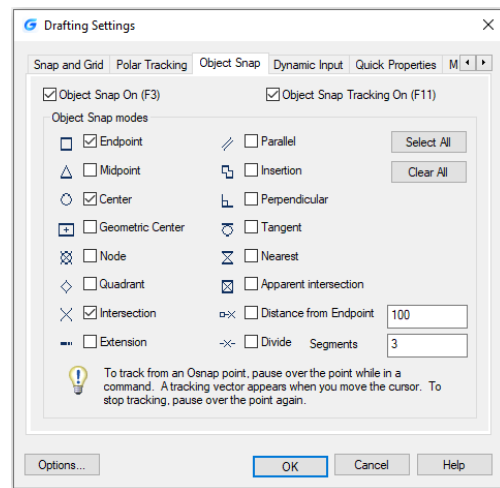 Drafting Settings
Snap and Grid Polar Tracking Object Snap Dynamic Input Quick Properties M
Object Snap On (F3) Object Snap Tracking On (F11)
Object Snap modes
Endpoint Parallel Select All
Midpoint Insertion Clear All
Center Perpendicular
Geometric Center Tangent
Node Nearest
Quadrant Apparent intersection
Intersection Distance from Endpoint 100
Extension Divide Segments 3
To track from an Osnap point, pause over the point while in a
command. A tracking vector appears when you move the cursor. To
stop tracking, pause over the point again.
Options... OK Cancel Help